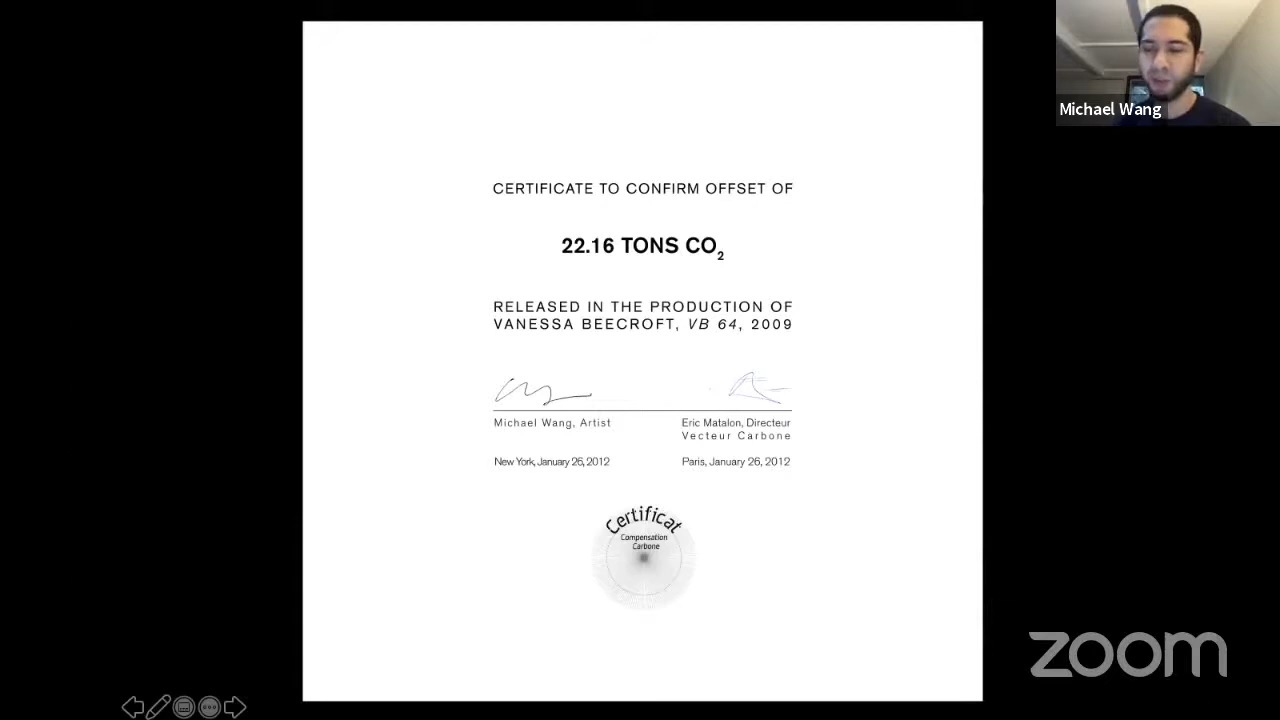 Michael Wang
CERTIFICATE TO CONFIRM OFFSET OF
22.16 TONS CO₂
RELEASED IN THE PRODUCTION OF
VANESSA BEECROFT, VB 64, 2009
Michael Wang, Artist
Eric Matalon, Directeur
Vecteur Carbone
New York, January 26, 2012
Paris, January 26, 2012
Certificat
Compensation
Carbone
zoom